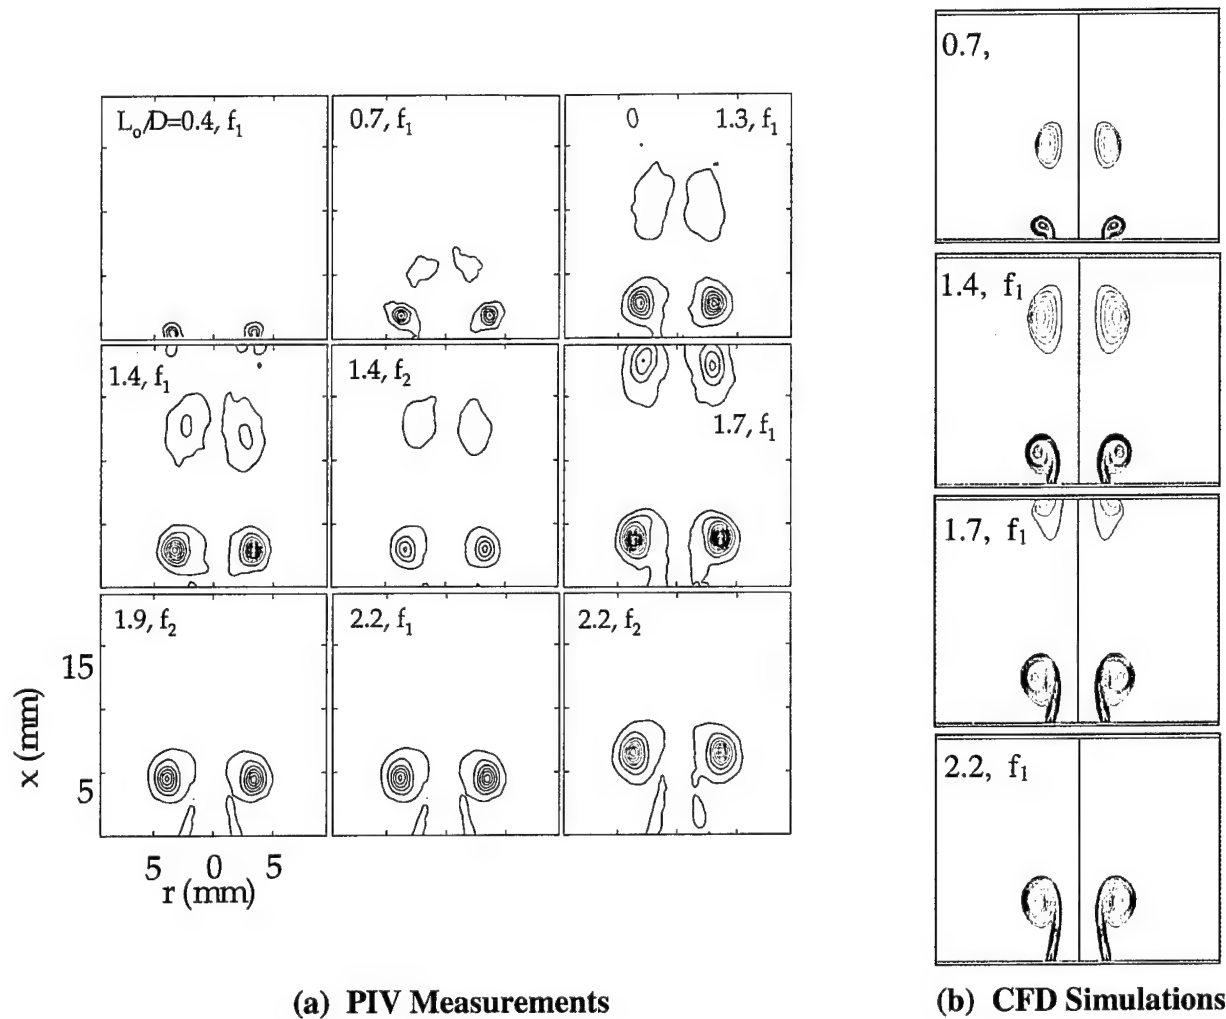 L₀/D=0.4, f₁
0.7, f₁
0 1.3, f₁
1.4, f₁
1.4, f₂
1.7, f₁
1.9, f₂
2.2, f₁
2.2, f₂
15
5
x (mm)
5 0 5
r (mm)
(a) PIV Measurements
0.7,
1.4, f₁
1.7, f₁
2.2, f₁
(b) CFD Simulations